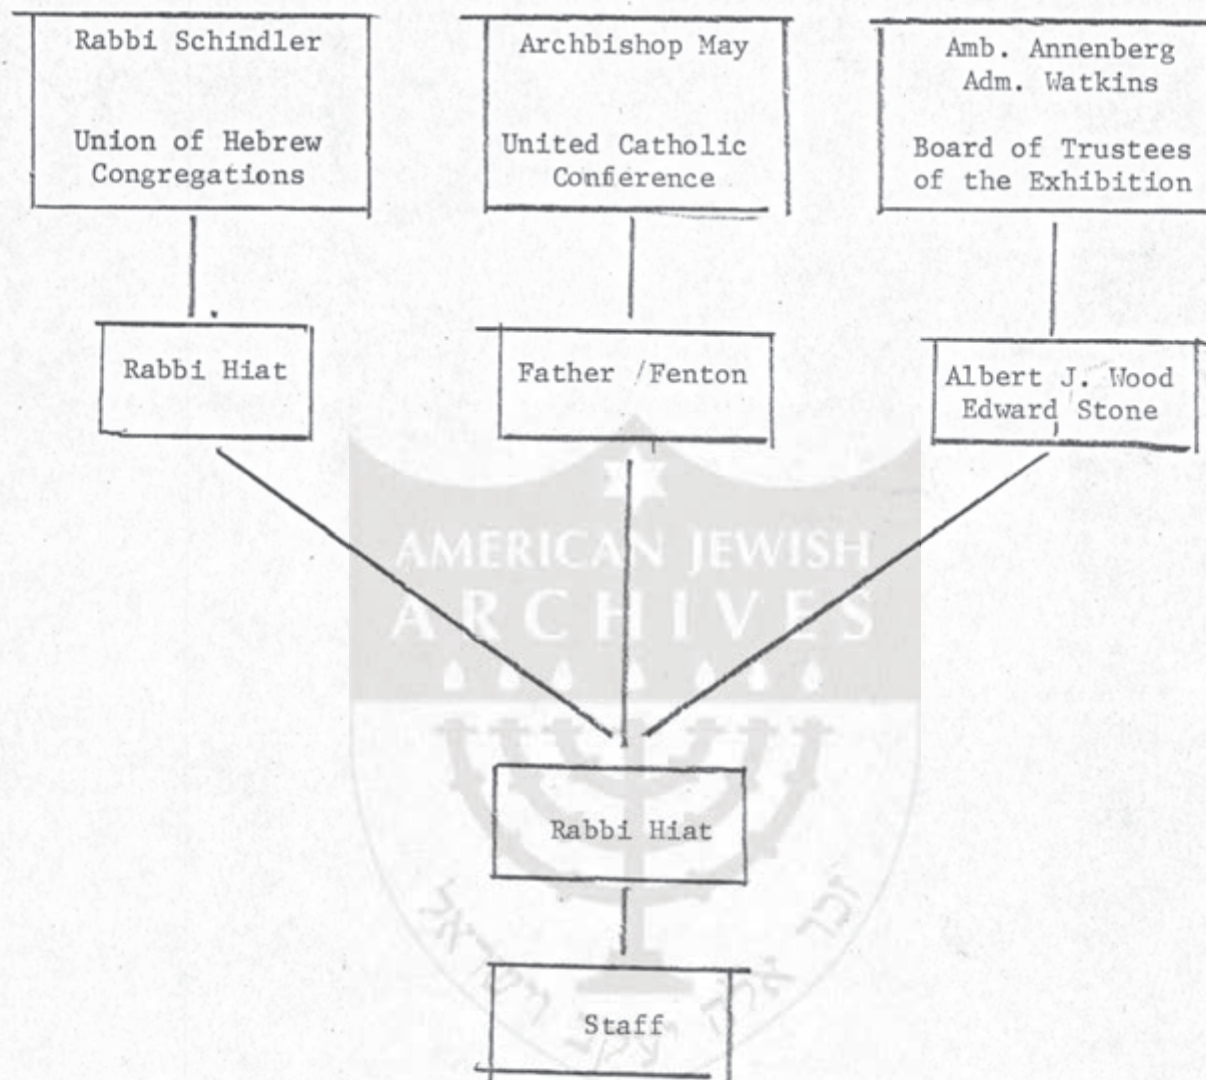 Rabbi Schindler
Union of Hebrew
Congregations
Archbishop May
United Catholic
Conference
Amb. Annenberg
Adm. Watkins
Board of Trustees
of the Exhibition
Rabbi Hiat
Father /Fenton
Albert J. Wood
Edward Stone
AMERICAN JEWISH
ARCHIVES
Rabbi Hiat
Staff